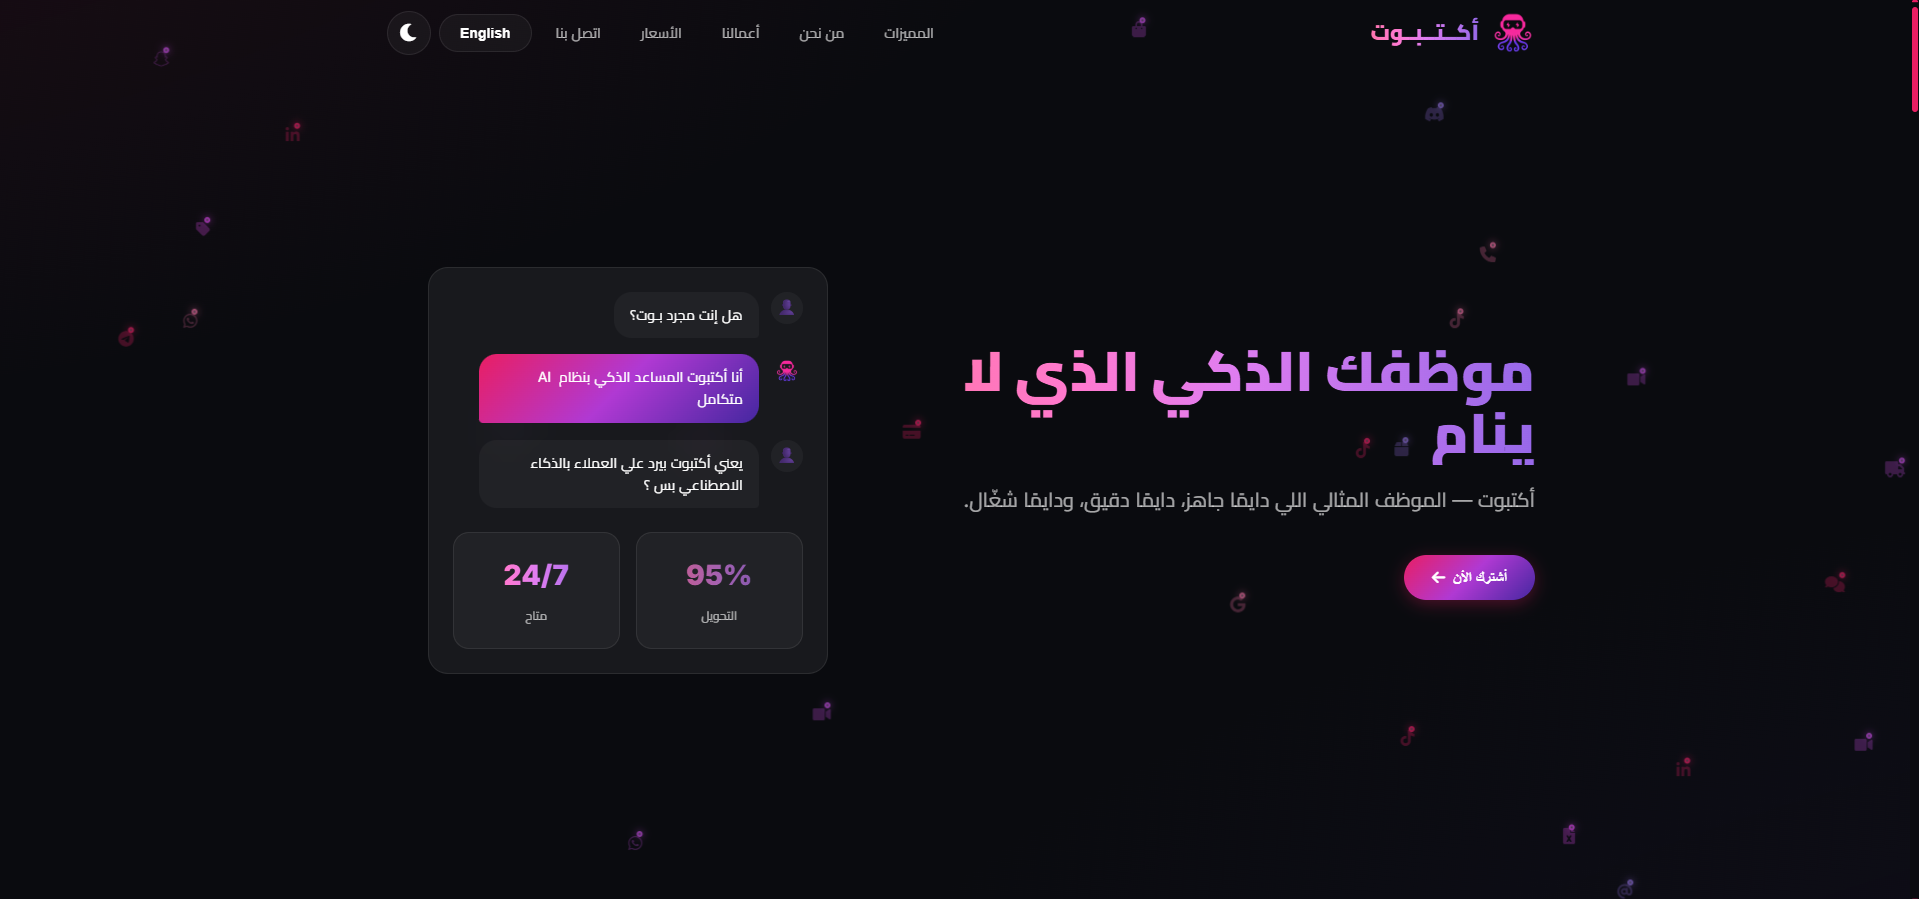 أكـتـبـوت
المميزات
من نحن
أعمالنا
الأسعار
اتصل بنا
English
موظفك الذكي الذي لا
ينام
أكتبوت — الموظف المثالي اللي دايمًا جاهز، دايمًا دقيق، ودايمًا شغّال.
أشترك الأن
هل إنت مجرد بـوت؟
أنا أكتبوت المساعد الذكي بنظام AI
متكامل
يعني أكتبوت بيرد علي العملاء بالذكاء
الاصطناعي بس ؟
95%
التحويل
24/7
متاح